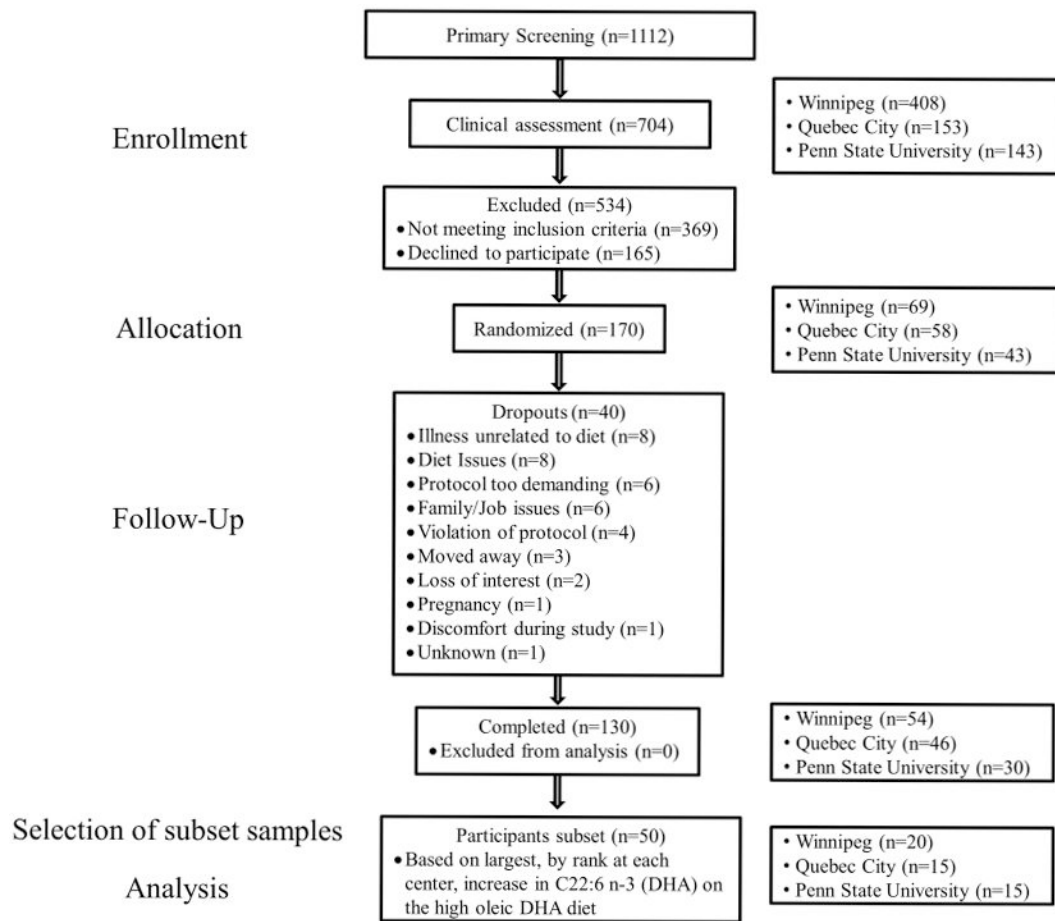 Primary Screening (n=1112)
Enrollment
Clinical assessment (n=704)
• Winnipeg (n=408)
• Quebec City (n=153)
• Penn State University (n=143)
Excluded (n=534)
• Not meeting inclusion criteria (n=369)
• Declined to participate (n=165)
Allocation
Randomized (n=170)
• Winnipeg (n=69)
• Quebec City (n=58)
• Penn State University (n=43)
Follow-Up
Dropouts (n=40)
• Illness unrelated to diet (n=8)
• Diet Issues (n=8)
• Protocol too demanding (n=6)
• Family/Job issues (n=6)
• Violation of protocol (n=4)
• Moved away (n=3)
• Loss of interest (n=2)
• Pregnancy (n=1)
• Discomfort during study (n=1)
• Unknown (n=1)
Completed (n=130)
• Excluded from analysis (n=0)
• Winnipeg (n=54)
• Quebec City (n=46)
• Penn State University (n=30)
Selection of subset samples
Analysis
Participants subset (n=50)
• Based on largest, by rank at each
center, increase in C22:6 n-3 (DHA) on
the high oleic DHA diet
• Winnipeg (n=20)
• Quebec City (n=15)
• Penn State University (n=15)